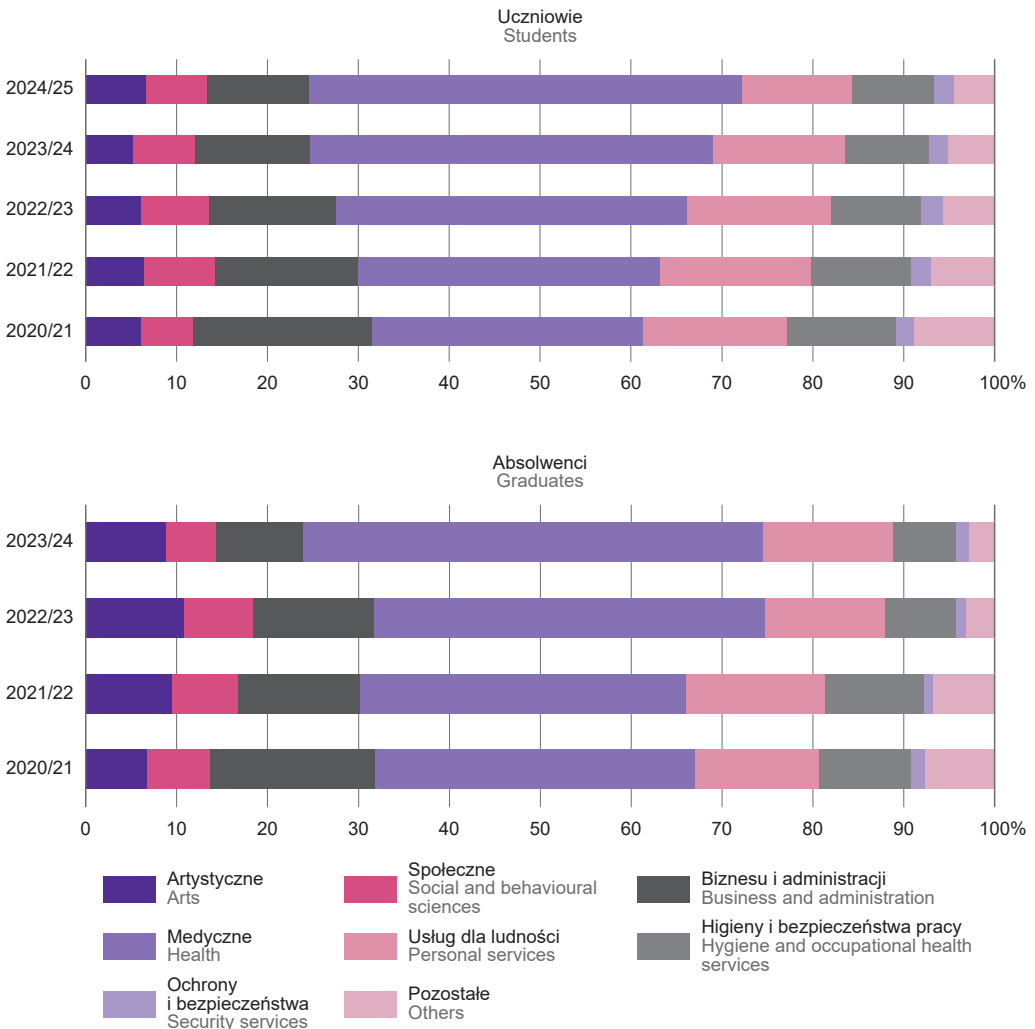 Uczniowie
Students
2024/25
2023/24
2022/23
2021/22
2020/21
0 10 20 30 40 50 60 70 80 90 100%
Absolwenci
Graduates
2023/24
2022/23
2021/22
2020/21
0 10 20 30 40 50 60 70 80 90 100%
Artystyczne
Arts
Społeczne
Social and behavioural
sciences
Biznesu i administracji
Business and administration
Medyczne
Health
Usług dla ludności
Personal services
Higieny i bezpieczeństwa pracy
Hygiene and occupational health
services
Ochrony
i bezpieczeństwa
Security services
Pozostałe
Others